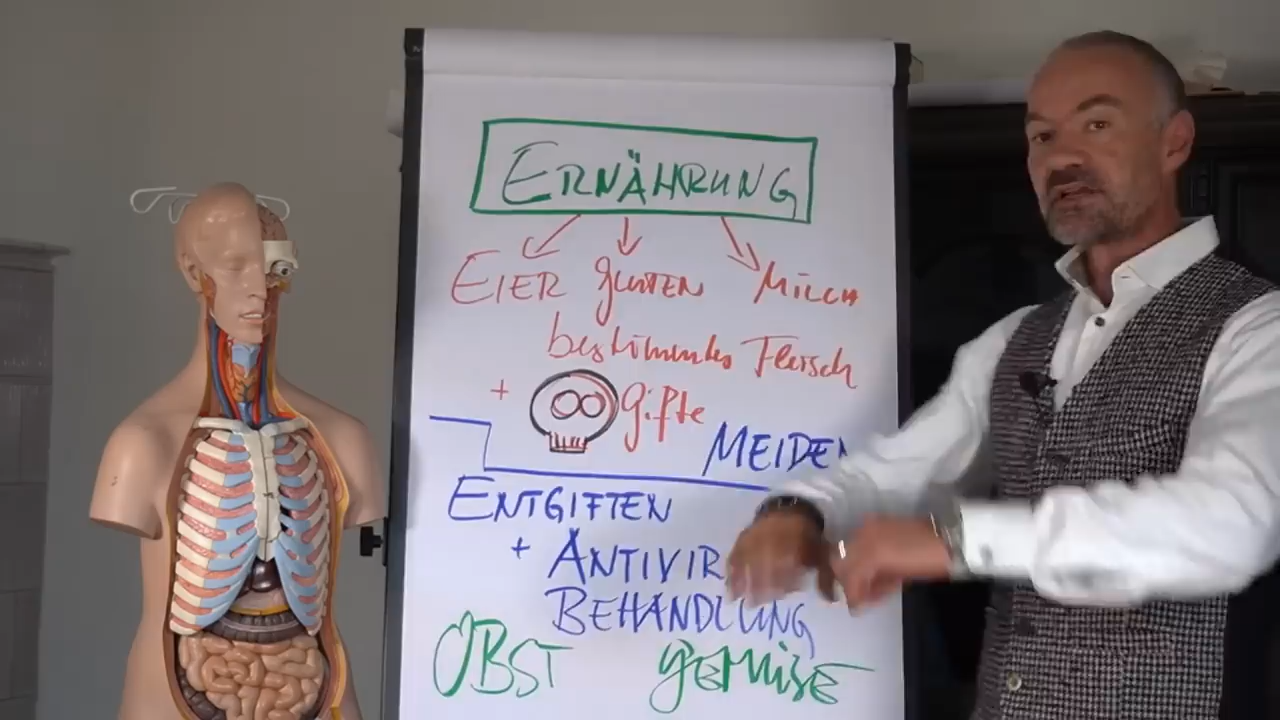 ERNÄHRUNG
EIER GLUTEN MILCH
bestimmtes Fleisch
+ Gifte
MEIDEN
ENTGIFTEN
+ ANTIVIR
BEHANDLUNG
OBST GEMÜSE